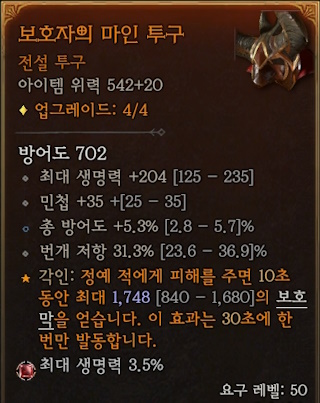 보호자의 마인 투구
전설 투구
아이템 위력 542+20
업그레이드: 4/4
방어도 702
최대 생명력 +204 [125 - 235]
민첩 +35 +[25 - 35]
총 방어도 +5.3% [2.8 - 5.7]%
번개 저항 31.3% [23.6 - 36.9]%
각인: 정예 적에게 피해를 주면 10초
동안 최대 1,748 [840 - 1,680]의 보호
막을 얻습니다. 이 효과는 30초에 한
번만 발동합니다.
최대 생명력 3.5%
요구 레벨: 50